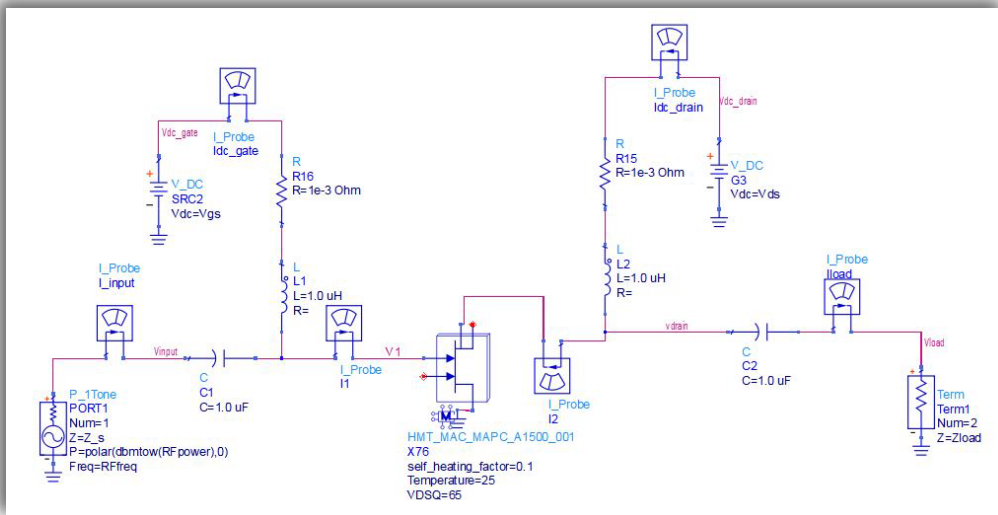 I_Probe
Idc_gate
Vdc_gate
+
V_DC
SRC2
Vdc=Vgs
-
R
R16
R=1e-3 Ohm
L
L1
L=1.0 uH
R=
I_Probe
I_input
Vinput
C
C1
C=1.0 uF
+
P_1Tone
PORT1
Num=1
Z=Z_s
P=polar(dbmtow(RFpower),0)
Freq=RFfreq
-
I_Probe
I1
V1
M
HMT_MAC_MAPC_A1500_001
X76
self_heating_factor=0.1
Temperature=25
VDSQ=65
I_Probe
I2
I_Probe
Idc_drain
Vdc_drain
R
R15
R=1e-3 Ohm
+
V_DC
G3
Vdc=Vds
-
L
L2
L=1.0 uH
R=
vdrain
C
C2
C=1.0 uF
I_Probe
Iload
Vload
+
Term
Term1
Num=2
Z=Zload
-